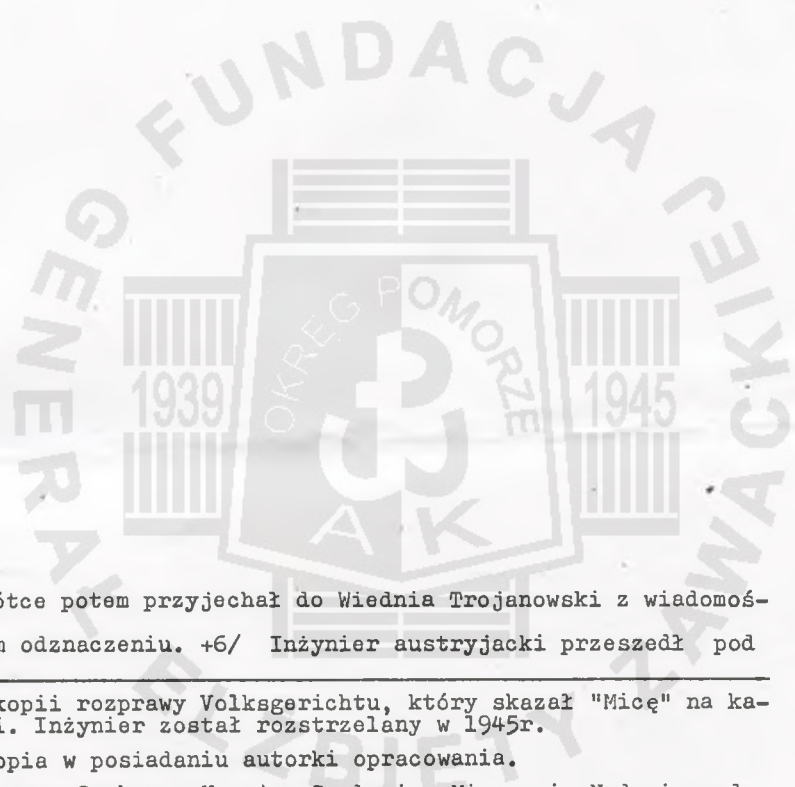 FUNDACJA GENERAŁ ELŻBIETY ZAWACKIEJ
OKRĘG POMORZE
1939
1945
AK
ótce potem przyjechał do Wiednia Trojanowski z wiadomoś-
m odznaczeniu. +6/ Inżynier austryjacki przeszedł pod
kopii rozprawy Volksgerichtu, który skazał "Micę" na ka-
i. Inżynier został rozstrzelany w 1945r.
opia w posiadaniu autorki opracowania.